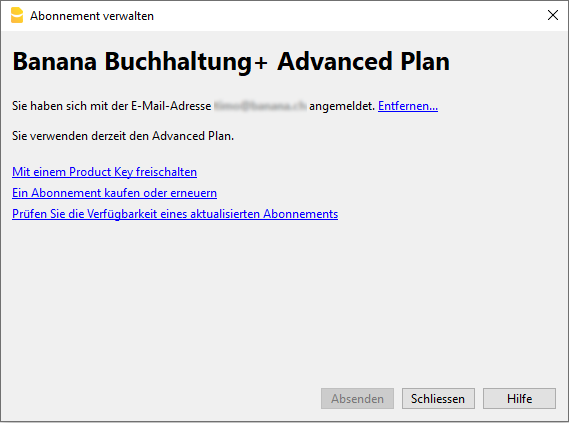 Abonnement verwalten
Banana Buchhaltung+ Advanced Plan
Sie haben sich mit der E-Mail-Adresse angemeldet. Entfernen...
Sie verwenden derzeit den Advanced Plan.
Mit einem Product Key freischalten
Ein Abonnement kaufen oder erneuern
Prüfen Sie die Verfügbarkeit eines aktualisierten Abonnements
Absenden Schliessen Hilfe